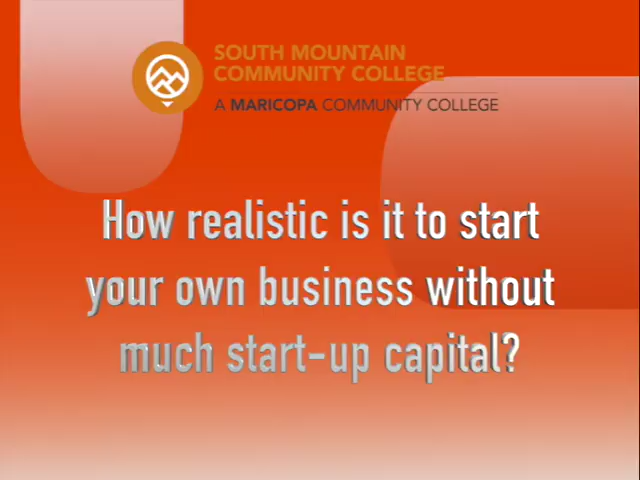 SOUTH MOUNTAIN
COMMUNITY COLLEGE
A MARICOPA COMMUNITY COLLEGE
How realistic is it to start
your own business without
much start-up capital?